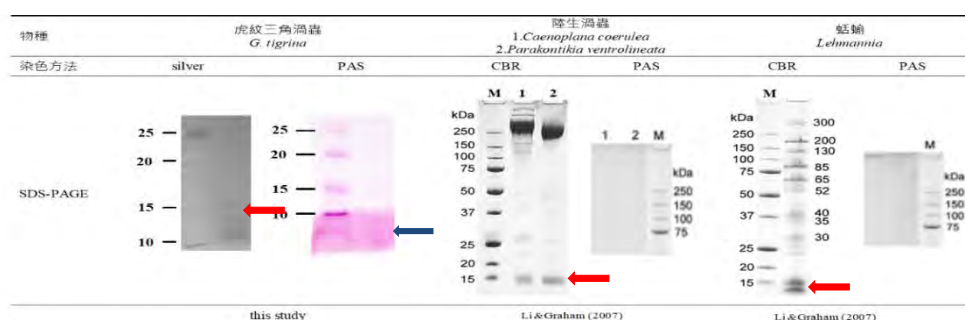 物種
虎紋三角渦蟲
G. tigrina
陸生渦蟲
1.Caenoplana coerulea
2.Parakontikia ventrolineata
蛞蝓
Lehmannia
染色方法
silver
PAS
CBR
PAS
CBR
PAS
SDS-PAGE
25
20
15
10
25
20
15
10
M 1 2
kDa
250
150
100
75
50
37
25
20
15
1 2 M
kDa
250
150
100
75
M
kDa
250
150
100
75
50
37
25
20
15
300
200
130
85
65
52
40
35
30
M
kDa
250
150
100
75
this study
Li&Graham (2007)
Li&Graham (2007)